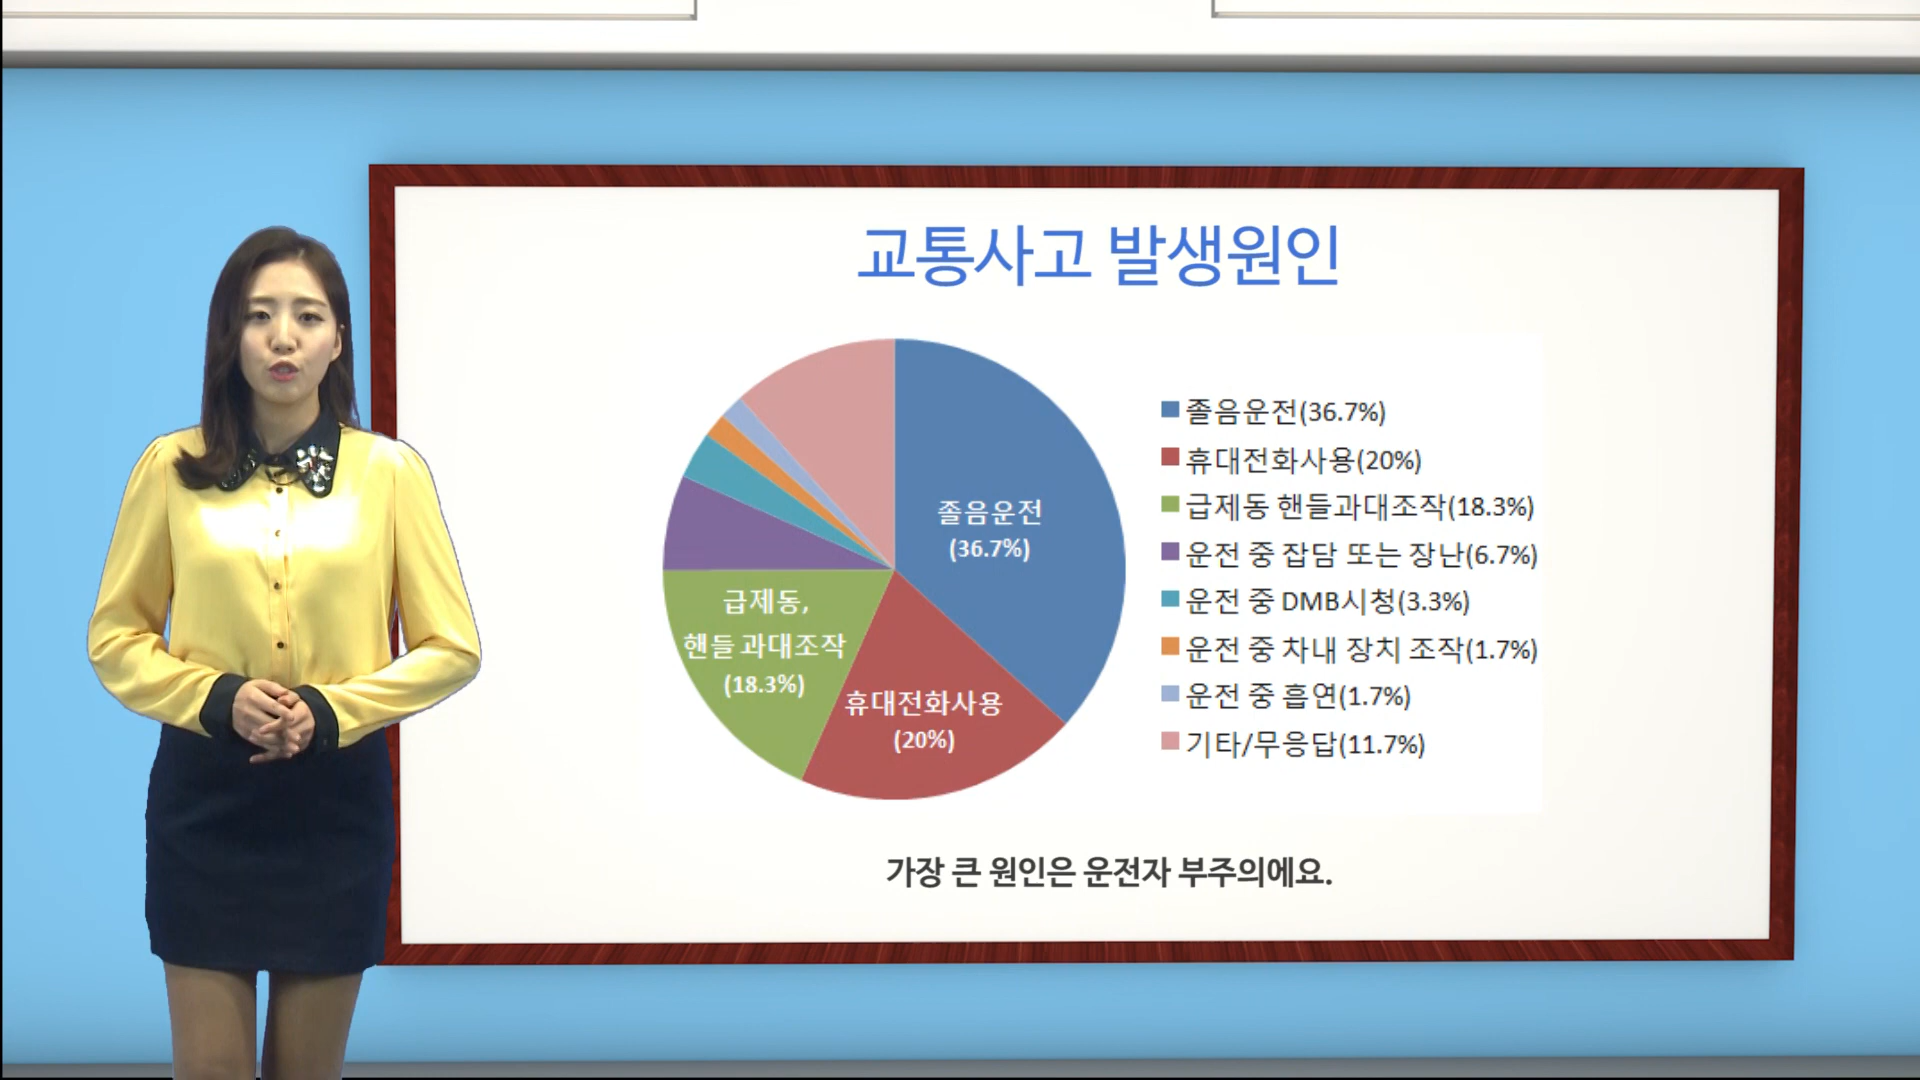 교통사고 발생원인
졸음운전
(36.7%)
급제동,
핸들 과대조작
(18.3%)
휴대전화사용
(20%)
졸음운전(36.7%)
휴대전화사용(20%)
급제동 핸들과대조작(18.3%)
운전 중 잡담 또는 장난(6.7%)
운전 중 DMB시청(3.3%)
운전 중 차내 장치 조작(1.7%)
운전 중 흡연(1.7%)
기타/무응답(11.7%)
가장 큰 원인은 운전자 부주의에요.